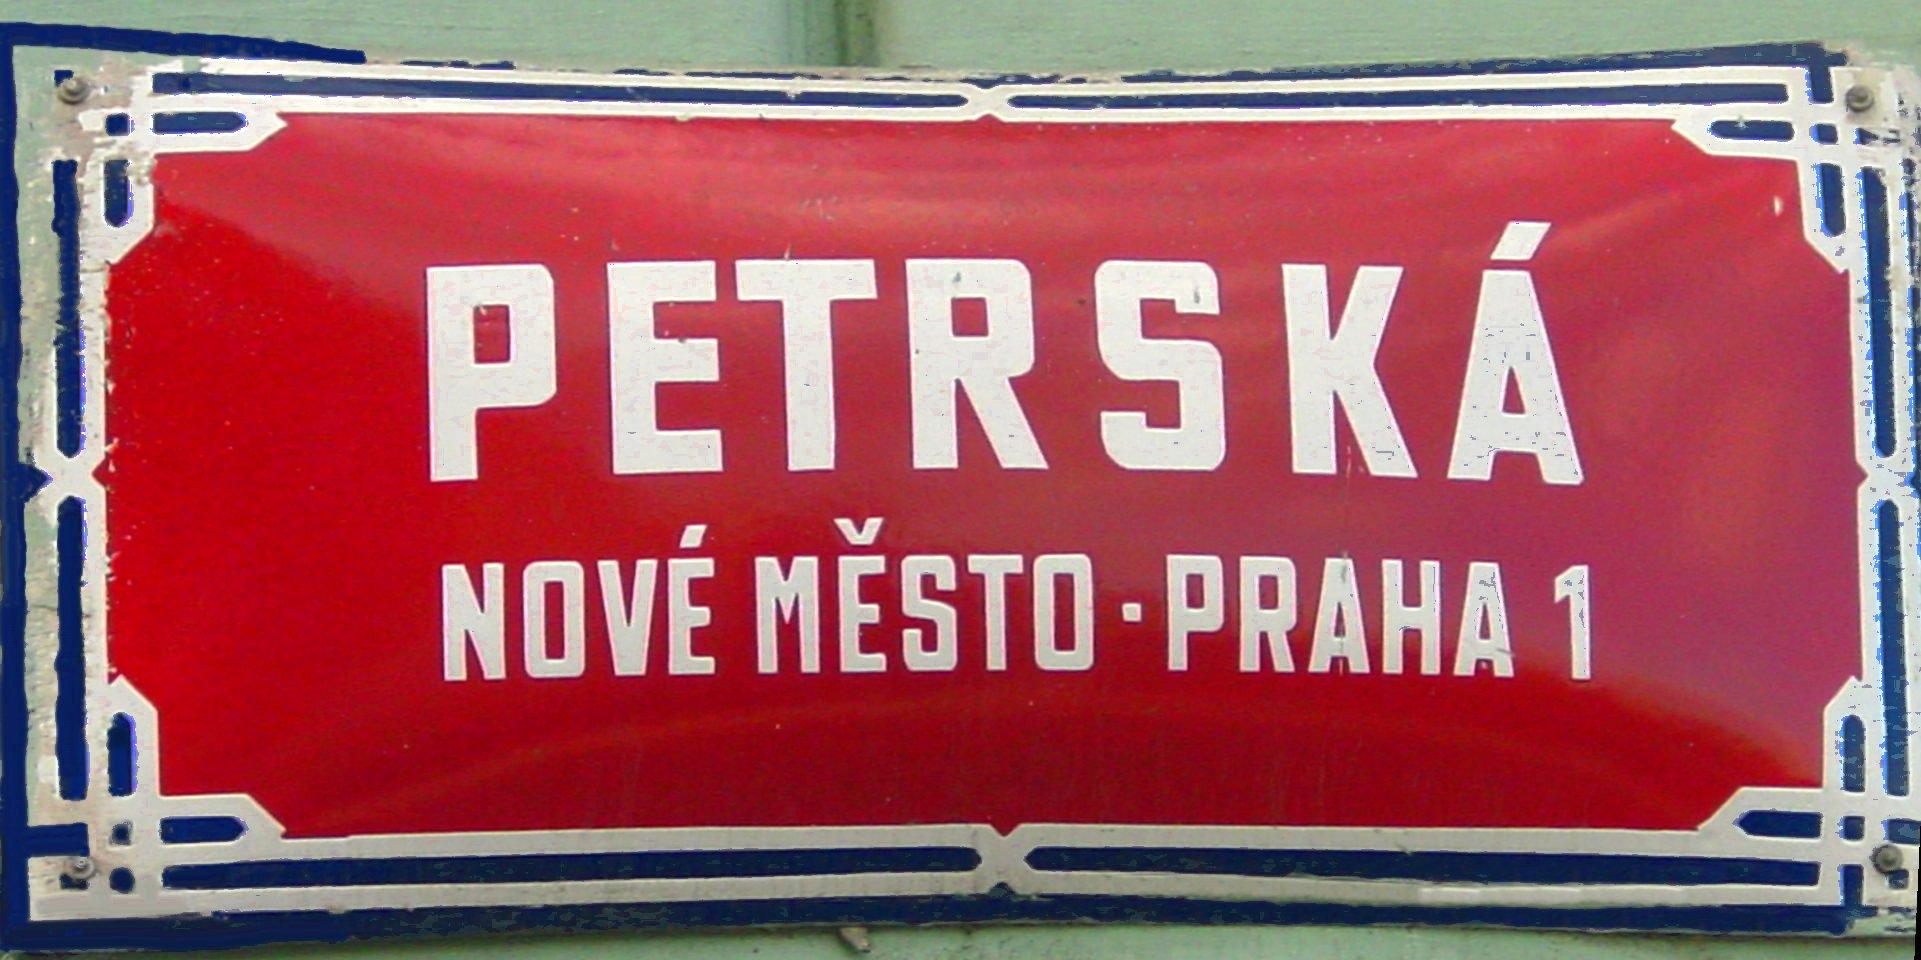 PETRSKÁ
NOVÉ MĚSTO · PRAHA 1